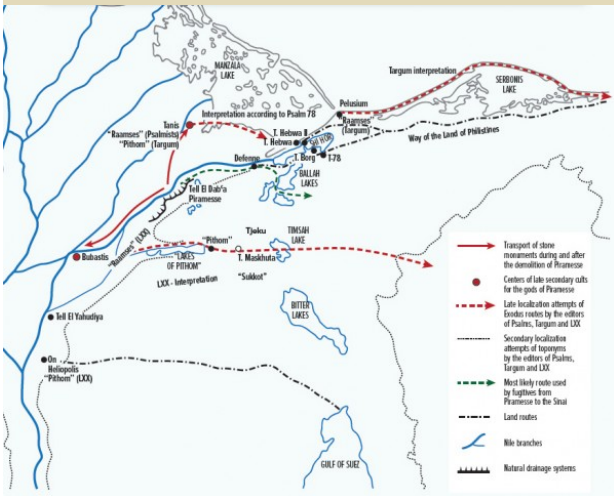 MANZALA
LAKE
Targum interpretation
SERBONIS
LAKE
Pelusium
Interpretation according to Psalm 78
Tanis
"Raamses" (Psalmist)
"Pithom" (Targum)
"Raamses"
(Targum)
T. Hebwa II
T. Hebwa I
Way of the Land of Philistines
T. Borg
T-78
Defenne
BALLAH
LAKES
Tell El Dab'a
Piramesse
"Raamses" (LXX)
"Pithom"
Tjeku
TIMSAH
LAKE
Bubastis
"LAKES
OF PITHOM"
T. Maskhuta
"Sukkot"
LXX - Interpretation
BITTER
LAKES
Tell El Yahudiya
On
Heliopolis
"Pithom" (LXX)
GULF OF SUEZ
Transport of stone
monuments during and after
the demolition of Piramesse
Centers of late secondary cults
for the gods of Piramesse
Late localization attempts of
Exodus routes by the editors
of Psalms, Targum and LXX
Secondary localization
attempts of toponyms
by the editors of Psalms,
Targum and LXX
Most likely route used
by fugitives from
Piramesse to the Sinai
Land routes
Nile branches
Natural drainage systems